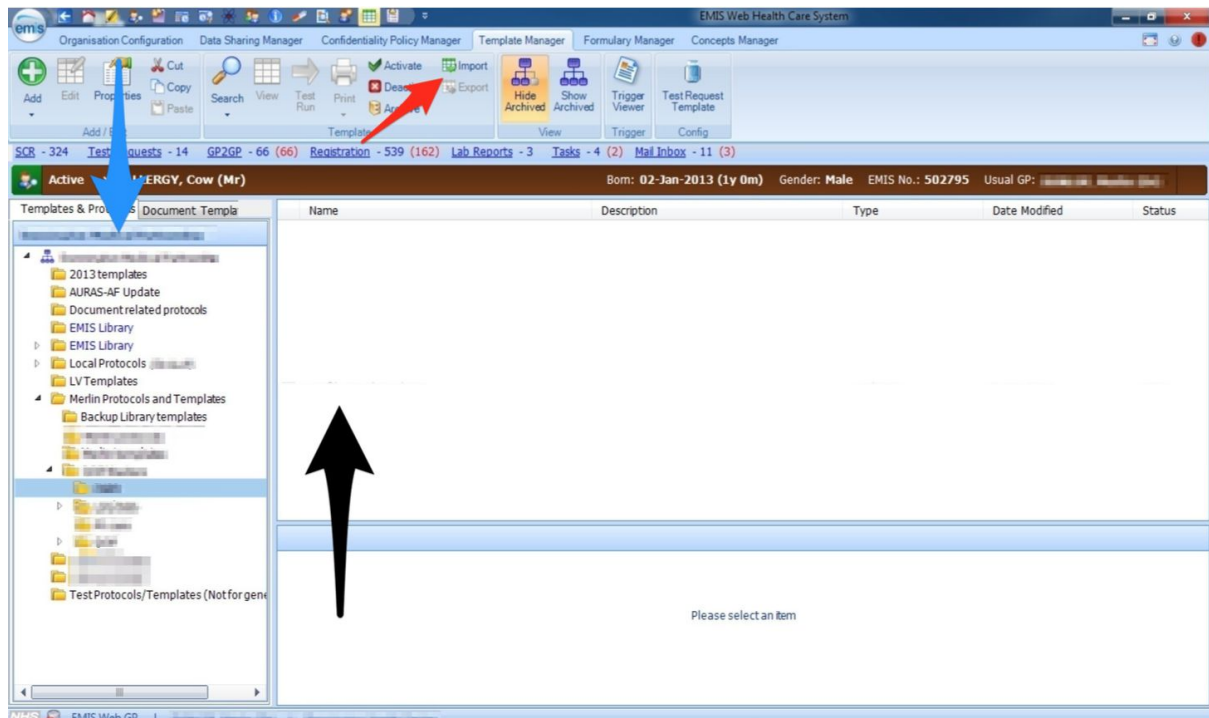 EMIS Web Health Care System
emis
Organisation Configuration Data Sharing Manager Confidentiality Policy Manager Template Manager Formulary Manager Concepts Manager
Add Edit Properties Cut Copy Paste Search View Test Run Print Activate Import Export Hide Archived Show Archived Trigger Viewer Test Request Template
Template View Trigger Config
SCR - 324 Test Requests - 14 GP2GP - 66 (66) Registration - 539 (162) Lab Reports - 3 Tasks - 4 (2) Mail Inbox - 11 (3)
Active Cow (Mr) Born: 02-Jan-2013 (1y 0m) Gender: Male EMIS No.: 502795 Usual GP:
Templates & Document Templa Name Description Type Date Modified Status
2013 templates
AURAS-AF Update
Document related protocols
EMIS Library
EMIS Library
Local Protocols
LV Templates
Merlin Protocols and Templates
Backup Library templates
Test Protocols/Templates (Not for gene
Please select an item
EMIS Web GP